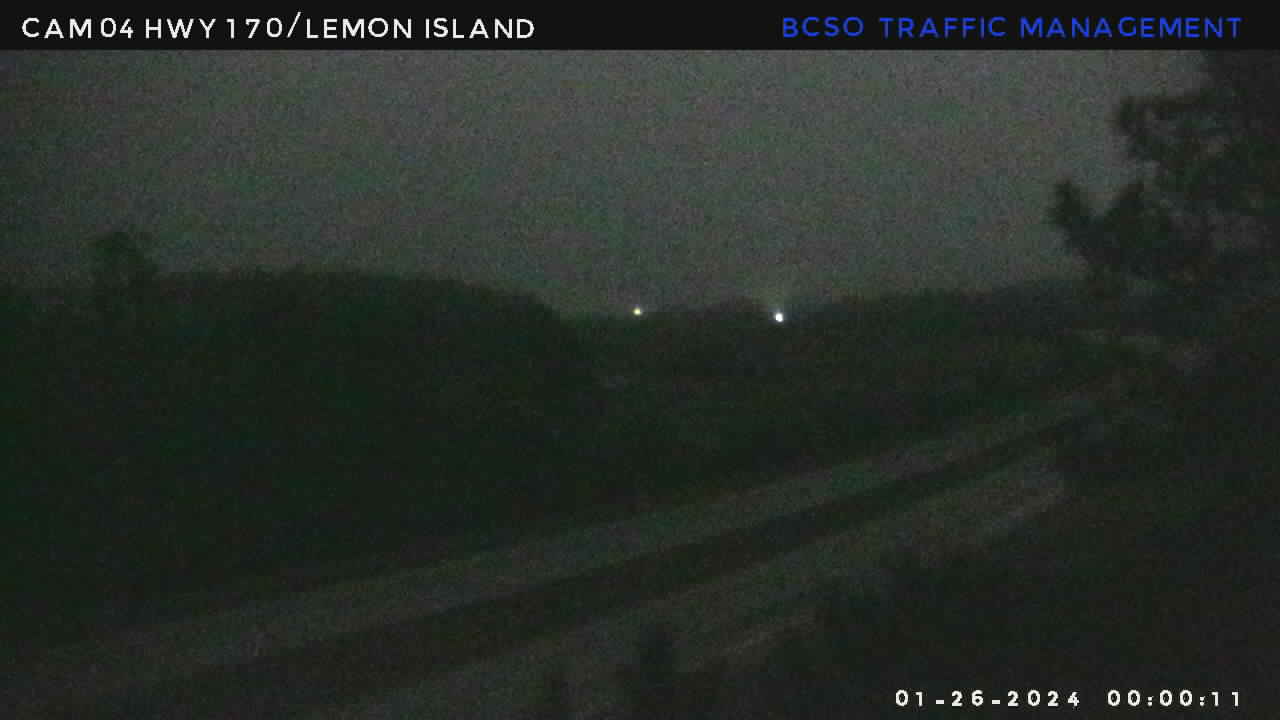 CAM04 HWY 170/LEMON ISLAND
BCSO TRAFFIC MANAGEMENT
01-26-2024 00:00:11